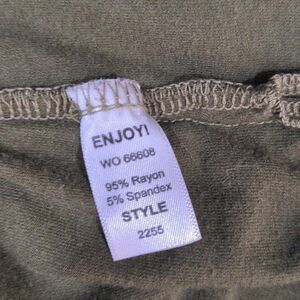 ENJOY!
WO 66608
95% Rayon
5% Spandex
STYLE
2255